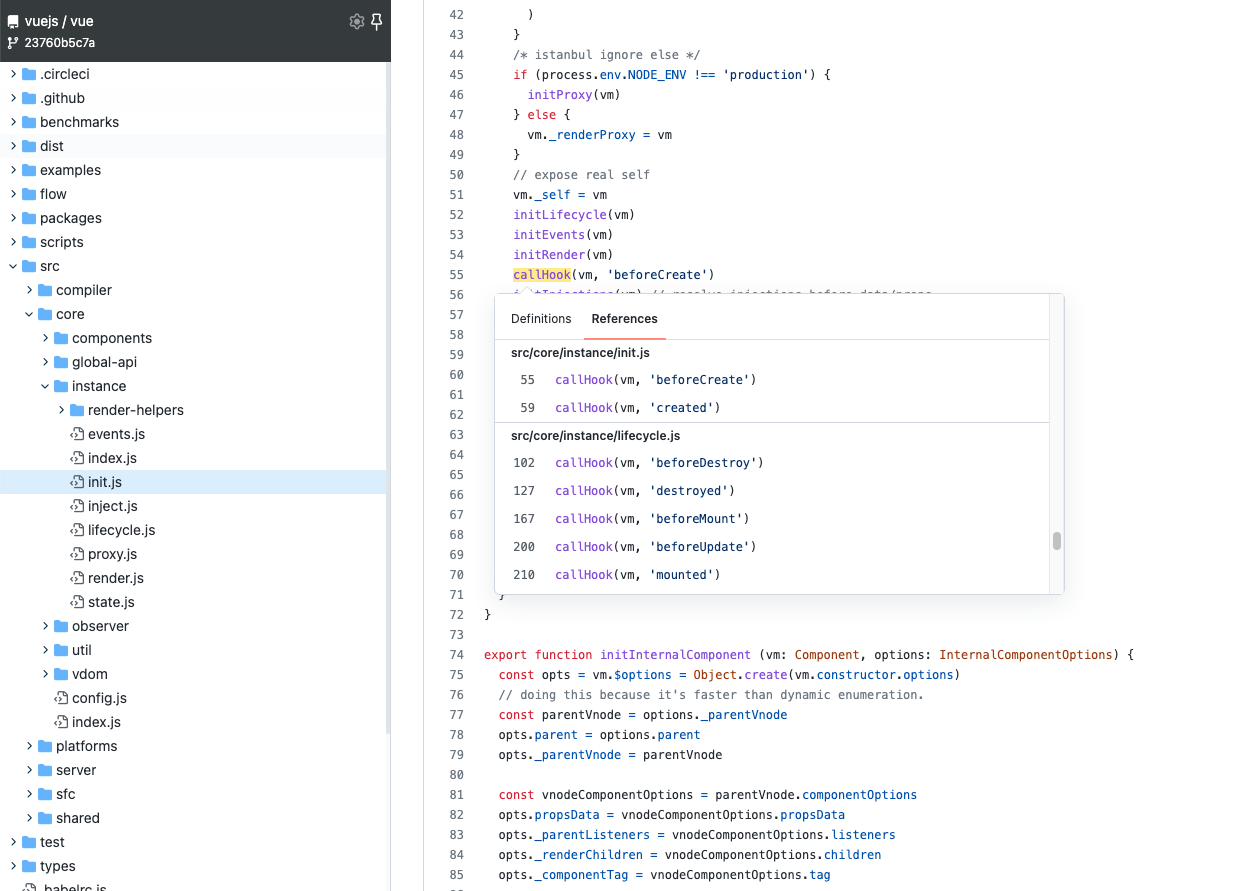 vuejs / vue
23760b5c7a
.circleci
.github
benchmarks
dist
examples
flow
packages
scripts
src
compiler
core
components
global-api
instance
render-helpers
events.js
index.js
init.js
inject.js
lifecycle.js
proxy.js
render.js
state.js
observer
util
vdom
config.js
index.js
platforms
server
sfc
shared
test
types
.babelrc.js
42 )
43 }
44 /* istanbul ignore else */
45 if (process.env.NODE_ENV !== 'production') {
46 initProxy(vm)
47 } else {
48 vm._renderProxy = vm
49 }
50 // expose real self
51 vm._self = vm
52 initLifecycle(vm)
53 initEvents(vm)
54 initRender(vm)
55 callHook(vm, 'beforeCreate')
56 initInjections(vm) // resolve injections before data/props
57
58
59
60
61
62
63
64
65
66
67
68
69
70
71 }
72 }
73
74 export function initInternalComponent (vm: Component, options: InternalComponentOptions) {
75 const opts = vm.$options = Object.create(vm.constructor.options)
76 // doing this because it's faster than dynamic enumeration.
77 const parentVnode = options._parentVnode
78 opts.parent = options.parent
79 opts._parentVnode = parentVnode
80
81 const vnodeComponentOptions = parentVnode.componentOptions
82 opts.propsData = vnodeComponentOptions.propsData
83 opts._parentListeners = vnodeComponentOptions.listeners
84 opts._renderChildren = vnodeComponentOptions.children
85 opts._componentTag = vnodeComponentOptions.tag
Definitions References
src/core/instance/init.js
55 callHook(vm, 'beforeCreate')
59 callHook(vm, 'created')
src/core/instance/lifecycle.js
102 callHook(vm, 'beforeDestroy')
127 callHook(vm, 'destroyed')
167 callHook(vm, 'beforeMount')
200 callHook(vm, 'beforeUpdate')
210 callHook(vm, 'mounted')